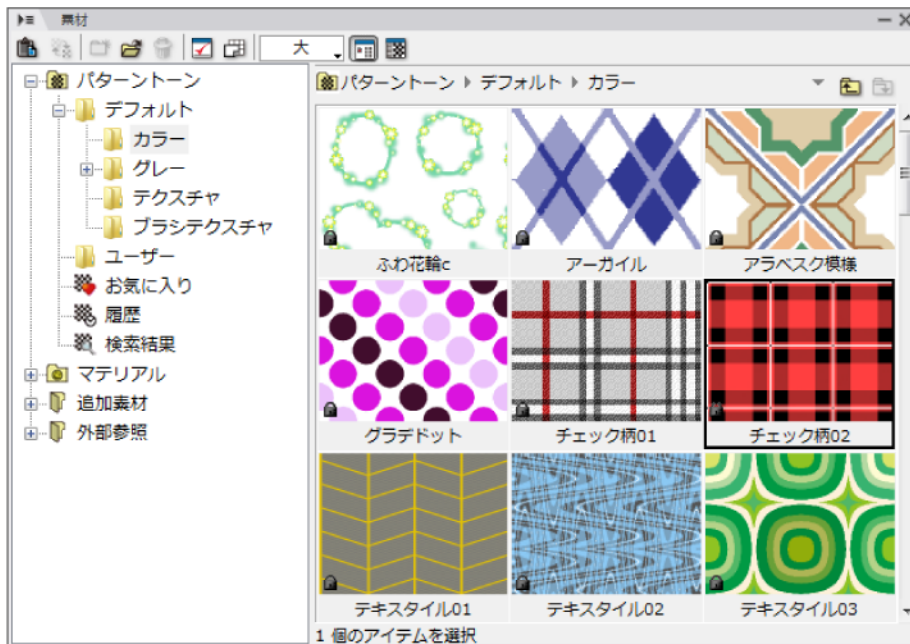 素材
大
パターントーン
デフォルト
カラー
グレー
テクスチャ
ブラシテクスチャ
ユーザー
お気に入り
履歴
検索結果
マテリアル
追加素材
外部参照
パターントーン デフォルト カラー
ふわ花輪c アーガイル アラベスク模様
グラデドット チェック柄01 チェック柄02
テキスタイル01 テキスタイル02 テキスタイル03
1 個のアイテムを選択